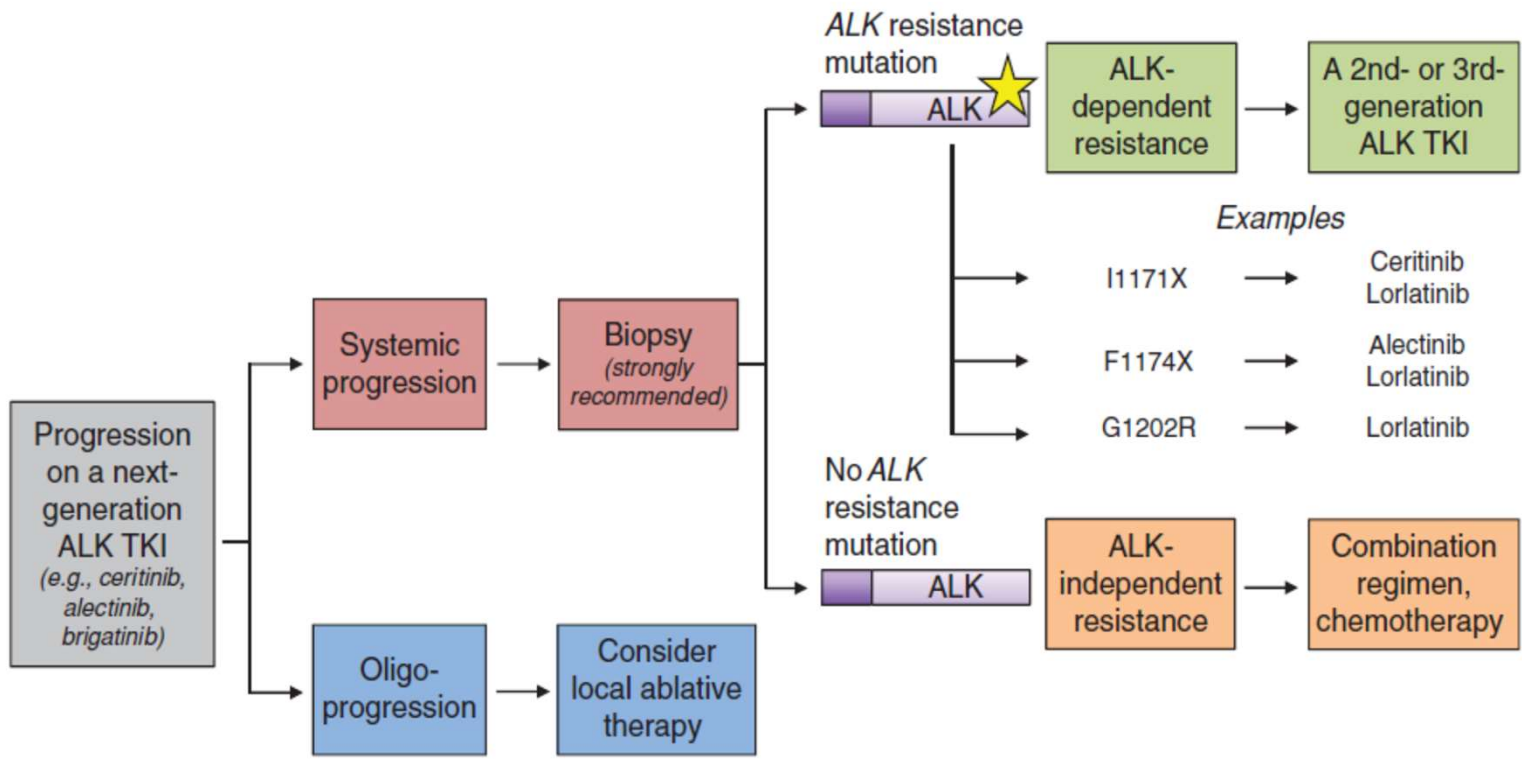 Progression
on a next-
generation
ALK TKI
(e.g., ceritinib,
alectinib,
brigatinib)
Systemic
progression
Biopsy
(strongly
recommended)
ALK resistance
mutation
ALK
ALK-
dependent
resistance
A 2nd- or 3rd-
generation
ALK TKI
Examples
I1171X
Ceritinib
Lorlatinib
F1174X
Alectinib
Lorlatinib
G1202R
Lorlatinib
No ALK
resistance
mutation
ALK
ALK-
independent
resistance
Combination
regimen,
chemotherapy
Oligo-
progression
Consider
local ablative
therapy